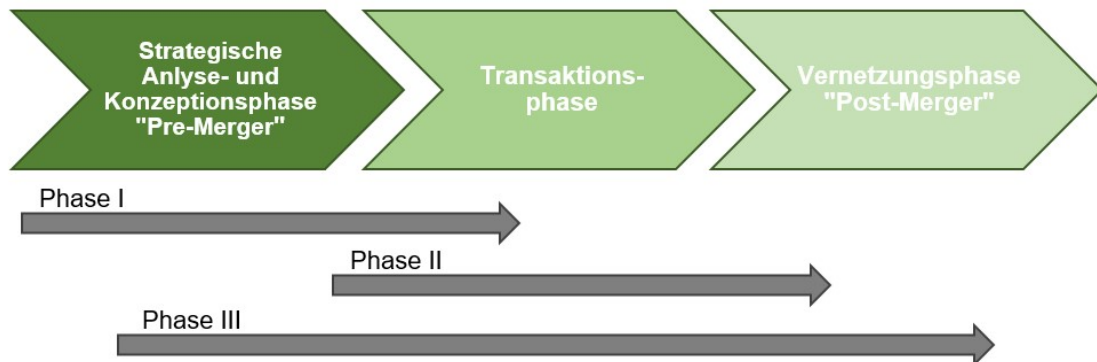 Strategische
Anlyse- und
Konzeptionsphase
"Pre-Merger"
Transaktions-
phase
Vernetzungsphase
"Post-Merger"
Phase I
Phase II
Phase III